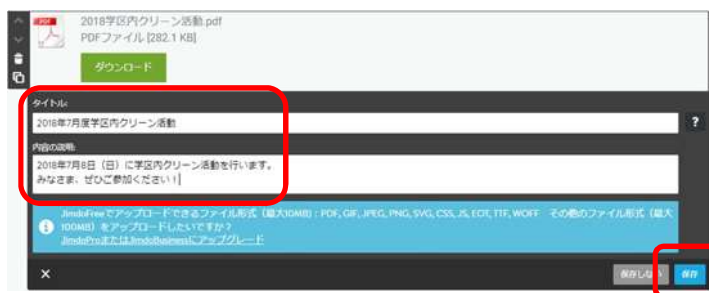 PDF
2018学区内クリーン活動.pdf
PDFファイル [282.1 KB]
ダウンロード
タイトル:
2018年7月度学区内クリーン活動
?
内容の説明:
2018年7月8日（日）に学区内クリーン活動を行います。
みなさま、ぜひご参加ください！
JimdoFreeでアップロードできるファイル形式（最大10MB）: PDF, GIF, JPEG, PNG, SVG, CSS, JS, EOT, TTF, WOFF　その他のファイル形式（最大
100MB）をアップロードしたいですか？
JimdoProまたはJimdoBusinessにアップグレード
保存しない 保存